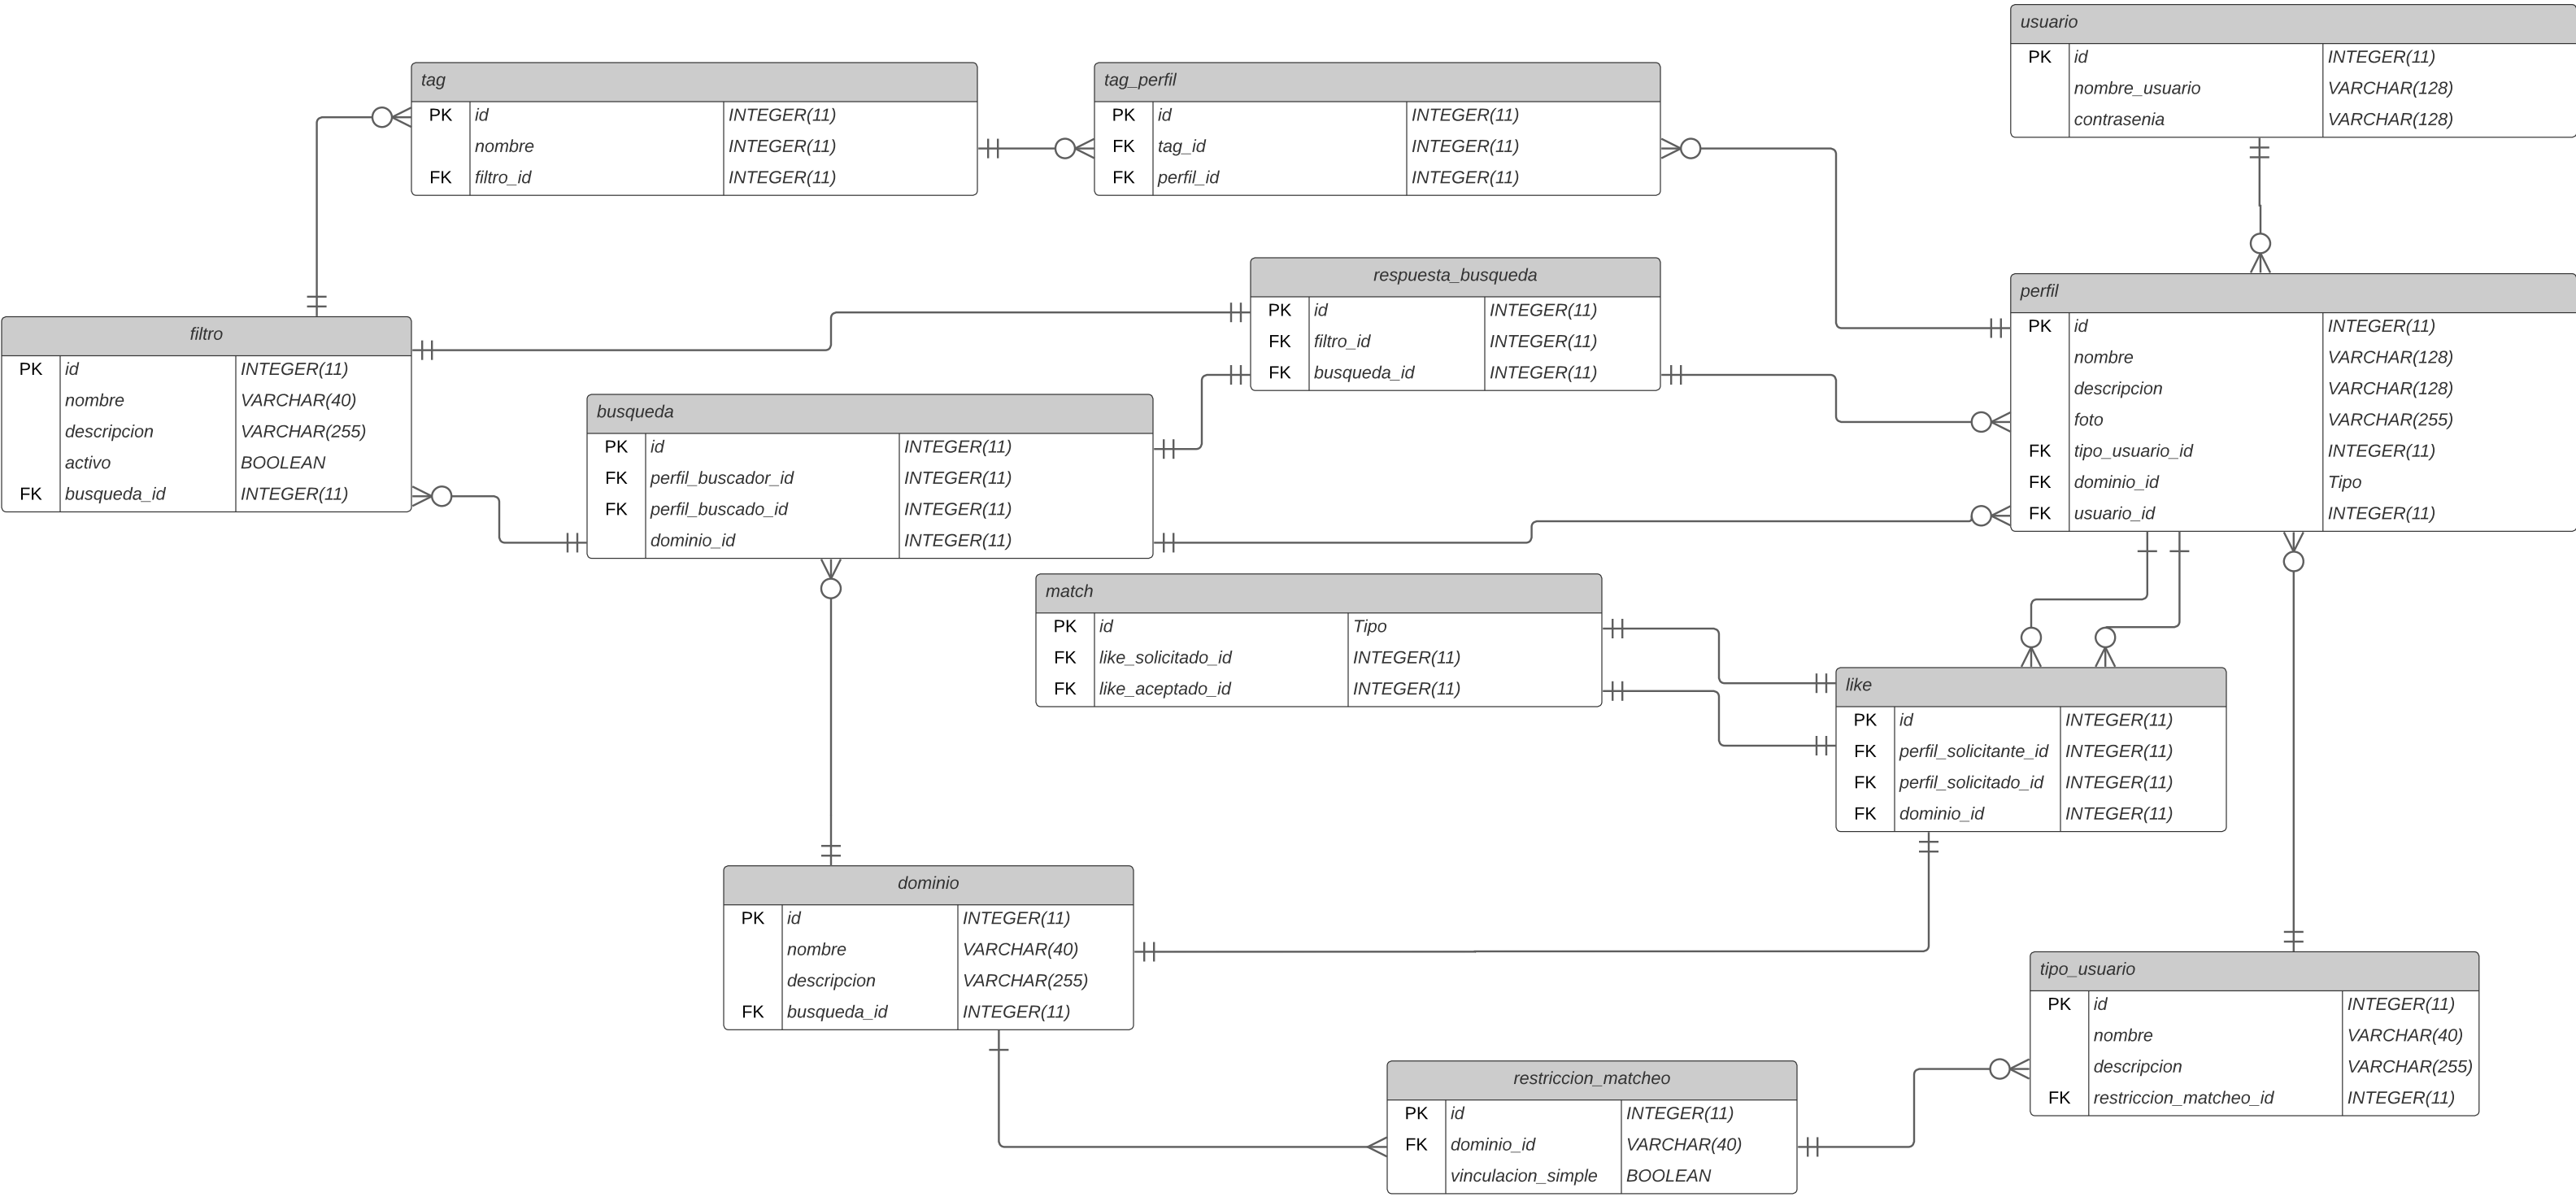 usuario
PK id INTEGER(11)
nombre_usuario VARCHAR(128)
contrasenia VARCHAR(128)
tag
PK id INTEGER(11)
nombre INTEGER(11)
FK filtro_id INTEGER(11)
tag_perfil
PK id INTEGER(11)
FK tag_id INTEGER(11)
FK perfil_id INTEGER(11)
respuesta_busqueda
PK id INTEGER(11)
FK filtro_id INTEGER(11)
FK busqueda_id INTEGER(11)
perfil
PK id INTEGER(11)
nombre VARCHAR(128)
descripcion VARCHAR(128)
foto VARCHAR(255)
FK tipo_usuario_id INTEGER(11)
FK dominio_id Tipo
FK usuario_id INTEGER(11)
filtro
PK id INTEGER(11)
nombre VARCHAR(40)
descripcion VARCHAR(255)
activo BOOLEAN
FK busqueda_id INTEGER(11)
busqueda
PK id INTEGER(11)
FK perfil_buscador_id INTEGER(11)
FK perfil_buscado_id INTEGER(11)
dominio_id INTEGER(11)
match
PK id Tipo
FK like_solicitado_id INTEGER(11)
FK like_aceptado_id INTEGER(11)
like
PK id INTEGER(11)
FK perfil_solicitante_id INTEGER(11)
FK perfil_solicitado_id INTEGER(11)
FK dominio_id INTEGER(11)
dominio
PK id INTEGER(11)
nombre VARCHAR(40)
descripcion VARCHAR(255)
FK busqueda_id INTEGER(11)
tipo_usuario
PK id INTEGER(11)
nombre VARCHAR(40)
descripcion VARCHAR(255)
FK restriccion_matcheo_id INTEGER(11)
restriccion_matcheo
PK id INTEGER(11)
FK dominio_id VARCHAR(40)
vinculacion_simple BOOLEAN